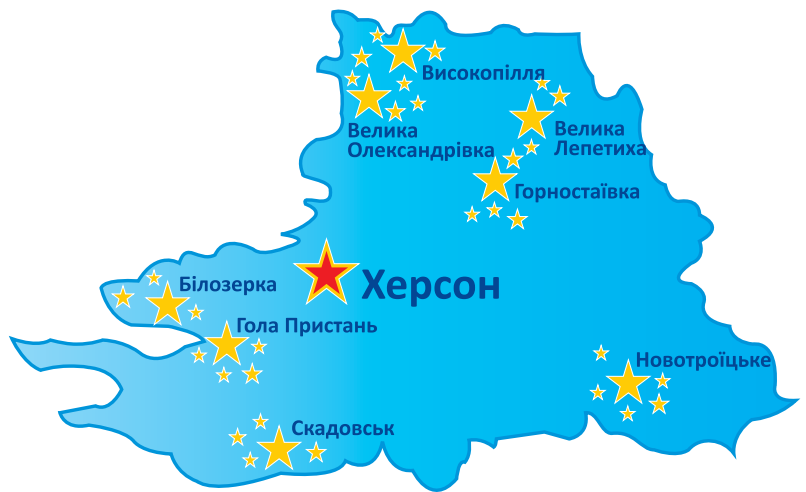 Високопілля
Велика
Олександрівка
Велика
Лепетиха
Горностаївка
Херсон
Білозерка
Гола Пристань
Новотроїцьке
Скадовськ